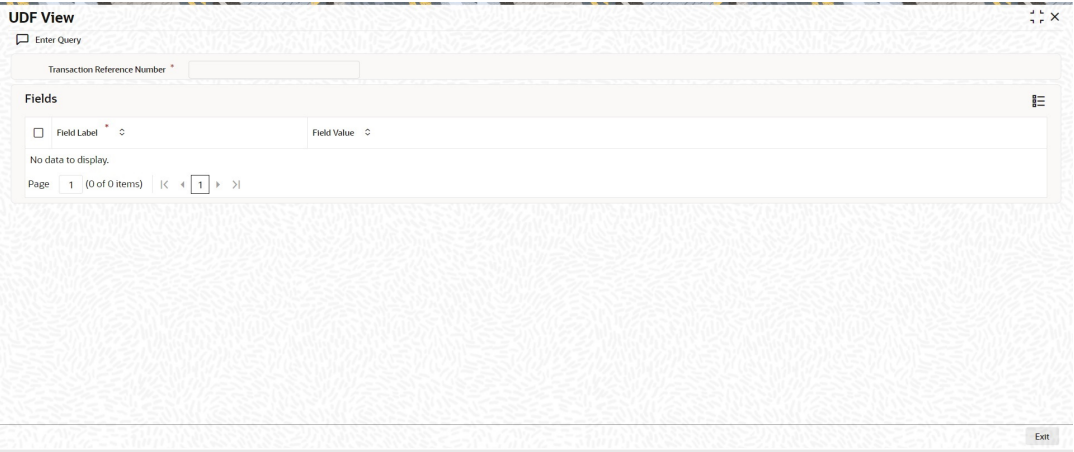 UDF View
Enter Query
Transaction Reference Number *
Fields
Field Label * Field Value
No data to display.
Page 1 (0 of 0 items) 1
Exit